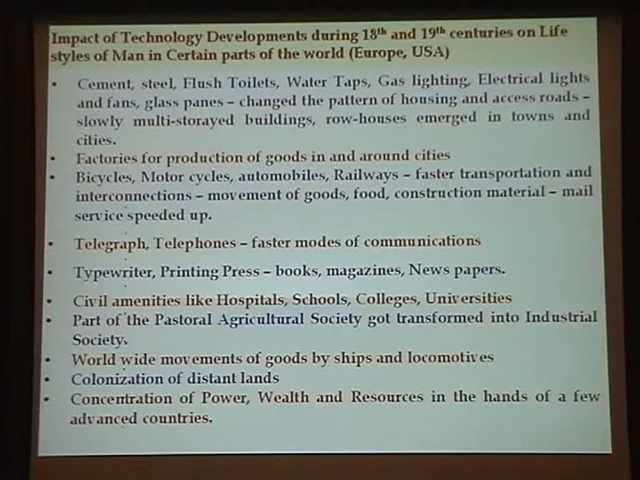 Impact of Technology Developments during 18th and 19th centuries on Life
styles of Man in Certain parts of the world (Europe, USA)
• Cement, steel, Flush Toilets, Water Taps, Gas lighting, Electrical lights
and fans, glass panes – changed the pattern of housing and access roads –
slowly multi-storayed buildings, row-houses emerged in towns and
cities.
• Factories for production of goods in and around cities
• Bicycles, Motor cycles, automobiles, Railways – faster transportation and
interconnections – movement of goods, food, construction material – mail
service speeded up.
• Telegraph, Telephones – faster modes of communications
• Typewriter, Printing Press – books, magazines, News papers.
• Civil amenities like Hospitals, Schools, Colleges, Universities
• Part of the Pastoral Agricultural Society got transformed into Industrial
Society.
• World wide movements of goods by ships and locomotives
• Colonization of distant lands
• Concentration of Power, Wealth and Resources in the hands of a few
advanced countries.